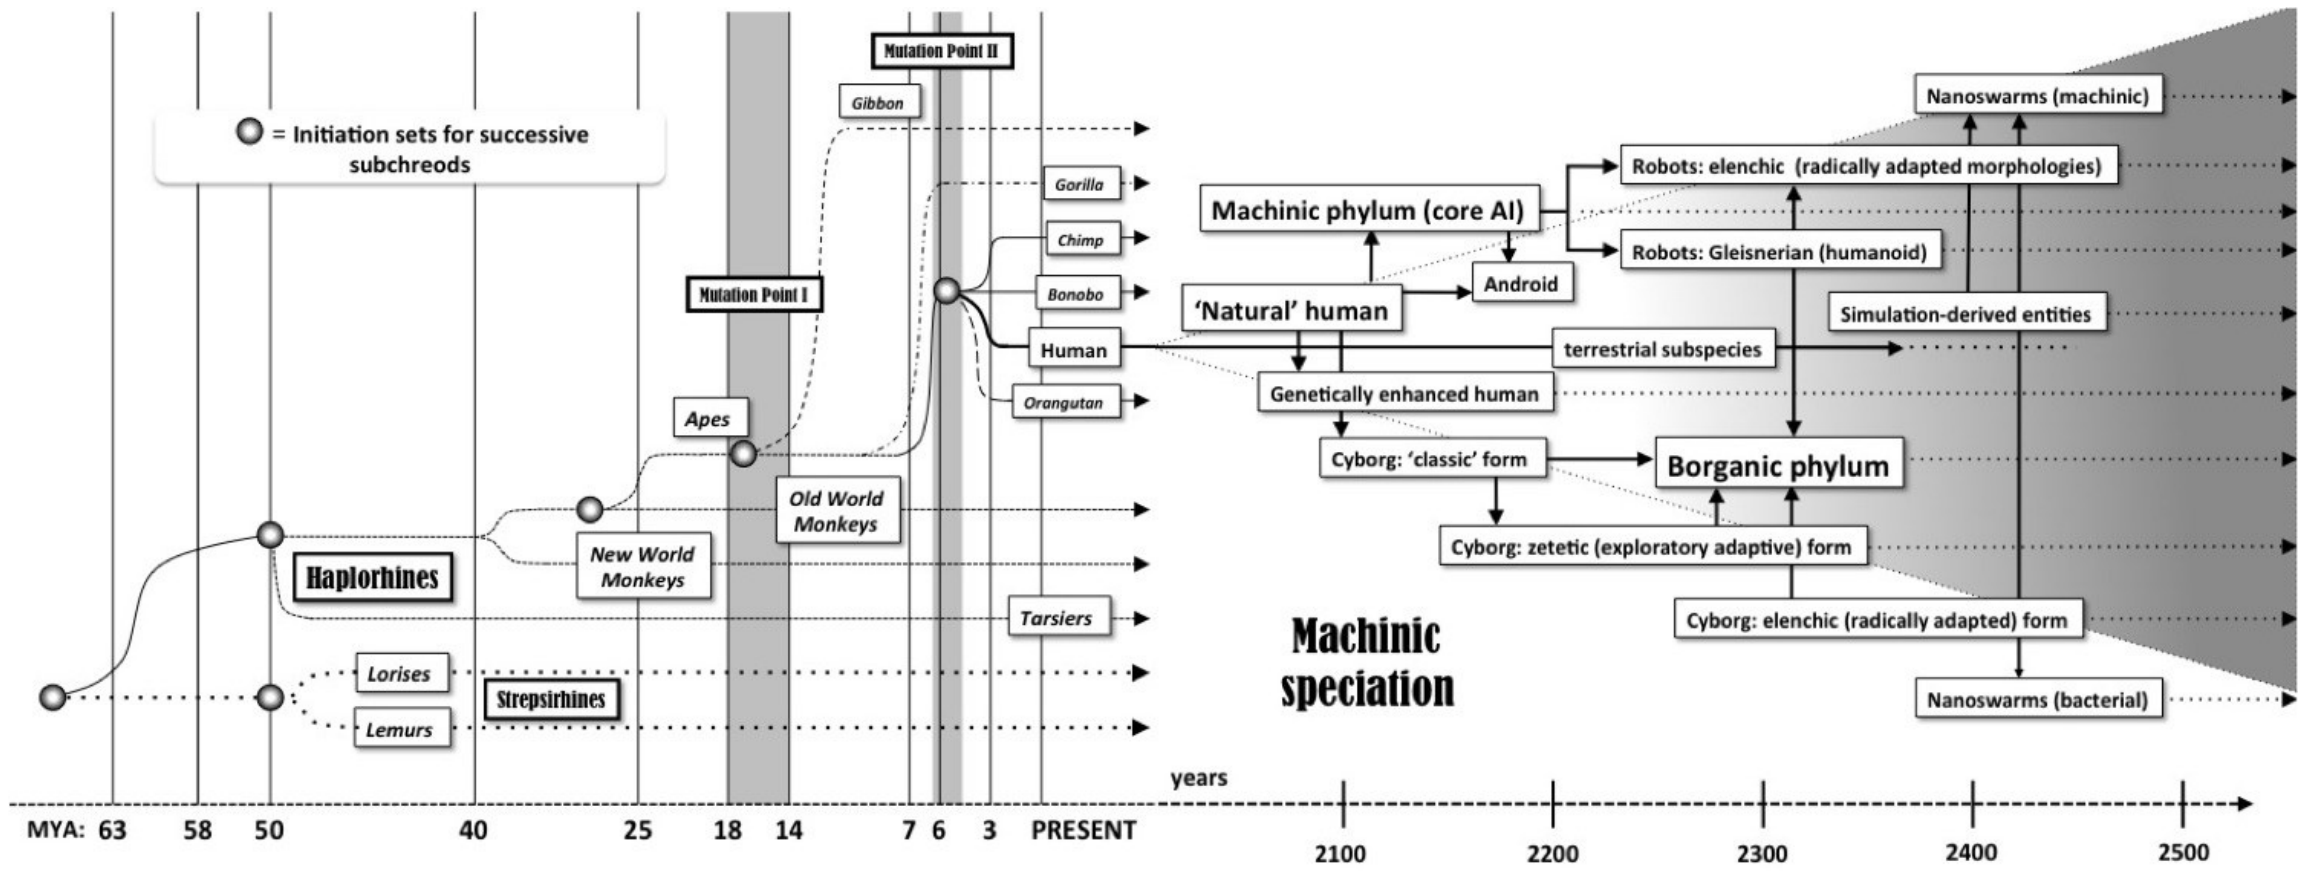 Mutation Point II
Gibbon
= Initiation sets for successive
subchreods
Gorilla
Chimp
Mutation Point I
Bonobo
Human
Orangutan
Apes
Old World
Monkeys
New World
Monkeys
Haplorhines
Tarsiers
Lorises
Strepsirhines
Lemurs
Nanoswarms (machinic)
Robots: elenchic (radically adapted morphologies)
Machinic phylum (core AI)
Robots: Gleisnerian (humanoid)
Android
‘Natural’ human
Simulation-derived entities
terrestrial subspecies
Genetically enhanced human
Cyborg: ‘classic’ form
Borganic phylum
Cyborg: zetetic (exploratory adaptive) form
Cyborg: elenchic (radically adapted) form
Machinic
speciation
Nanoswarms (bacterial)
years
MYA: 63 58 50 40 25 18 14 7 6 3 PRESENT
2100 2200 2300 2400 2500